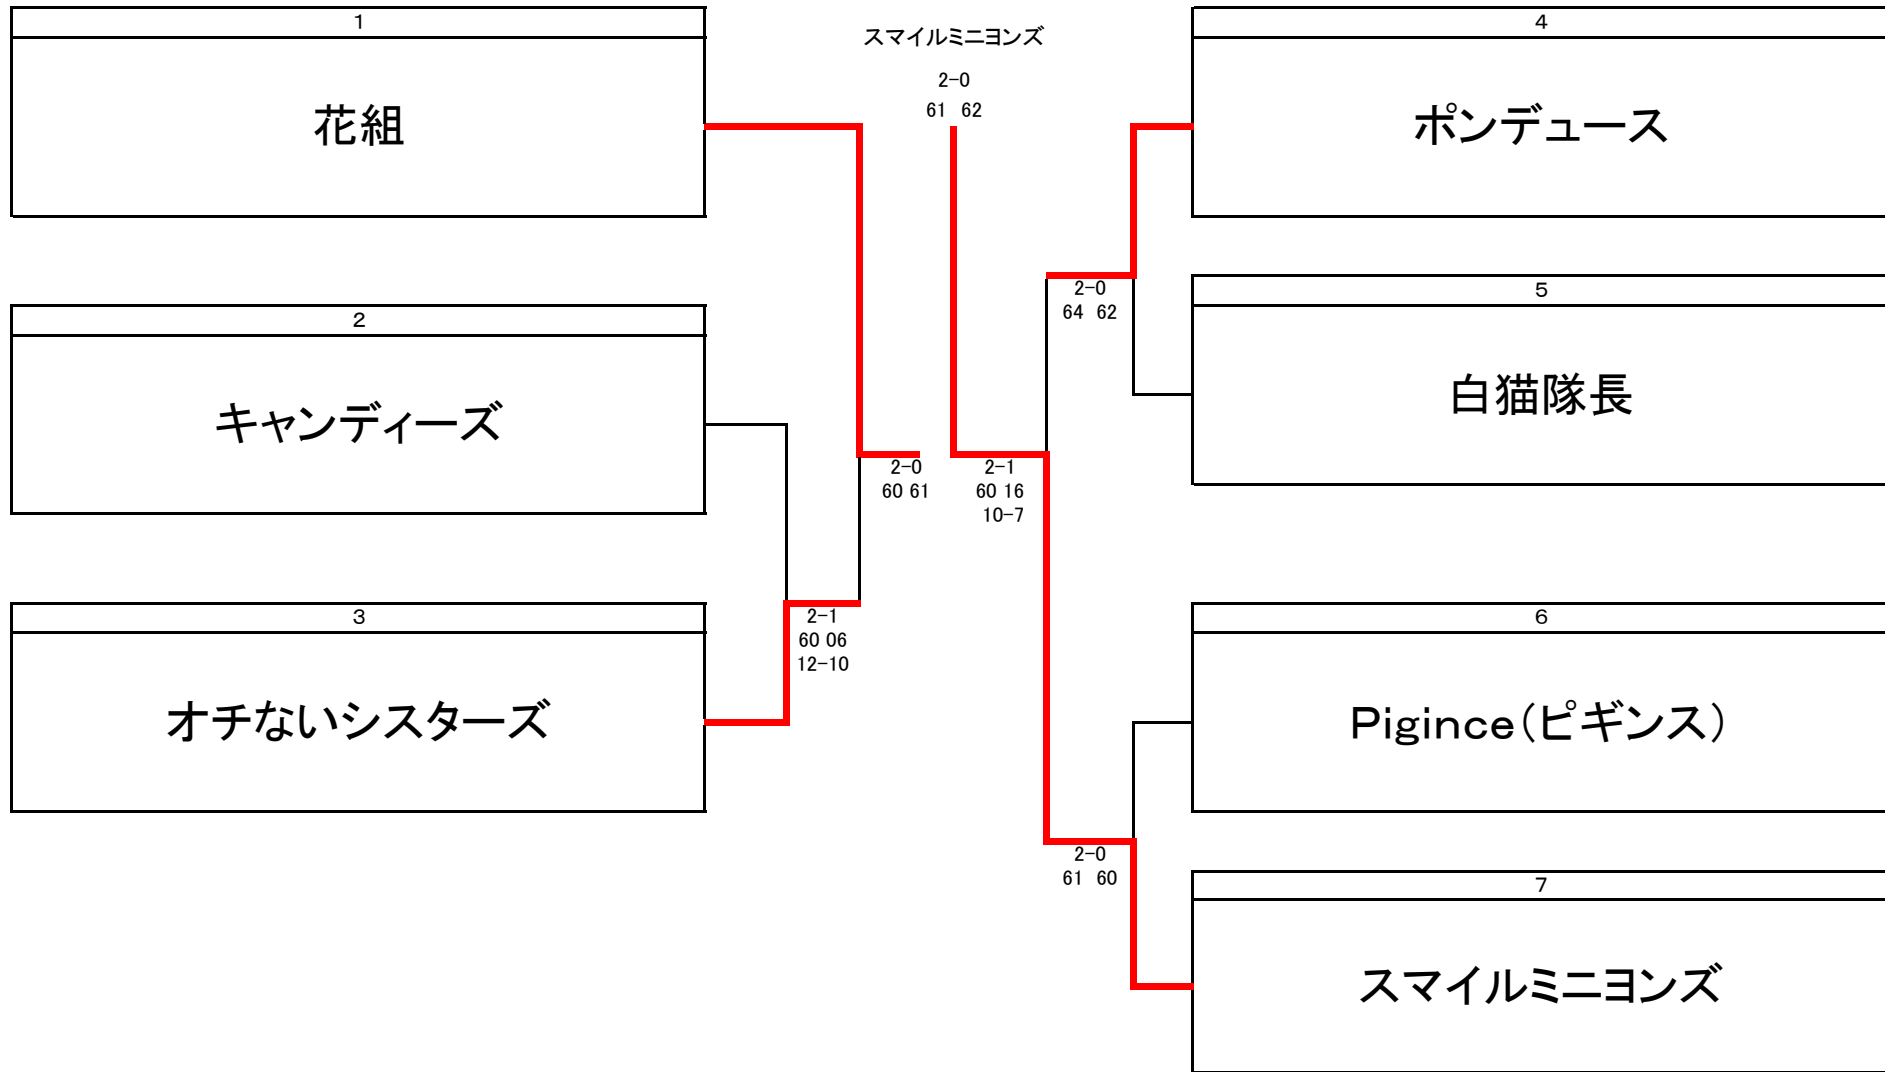 1
花組
2
キャンディーズ
3
オチないシスターズ
2-1
60 06
12-10
2-0
60 61
スマイルミニヨンズ
2-0
61 62
2-1
60 16
10-7
2-0
64 62
2-0
61 60
4
ポンデュース
5
白猫隊長
6
Pigince(ピギンス)
7
スマイルミニヨンズ